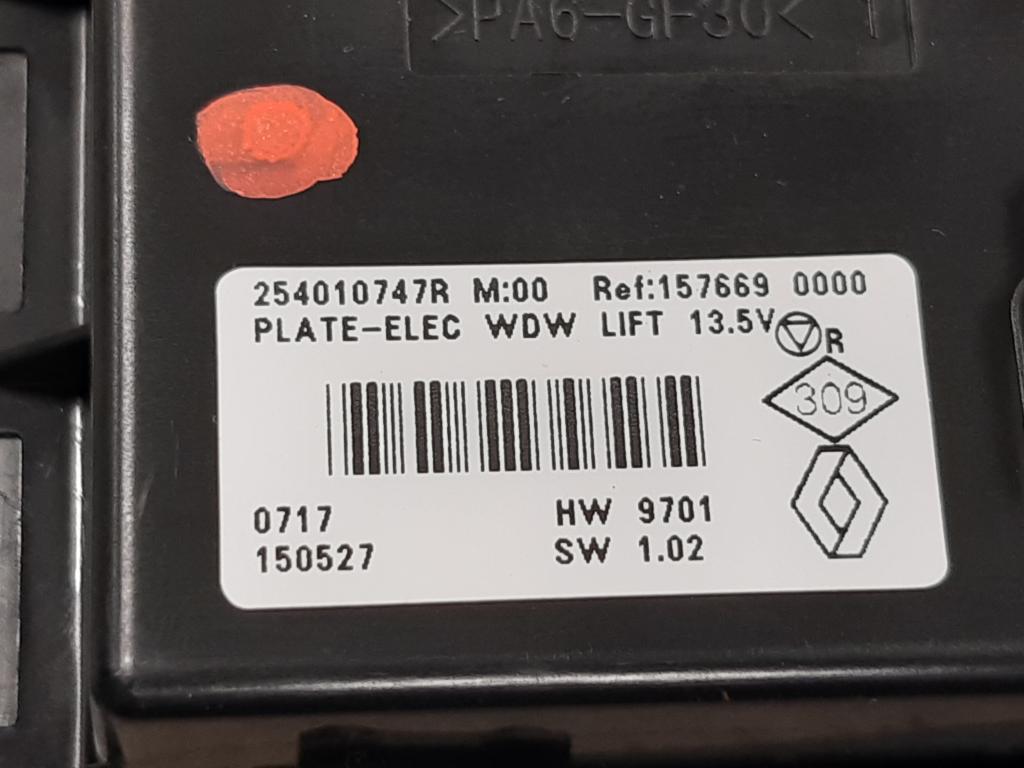 >PA6-GF30< 1
254010747R M:00 Ref:157669 0000
PLATE-ELEC WDW LIFT 13.5V
R
309
0717 HW 9701
150527 SW 1.02